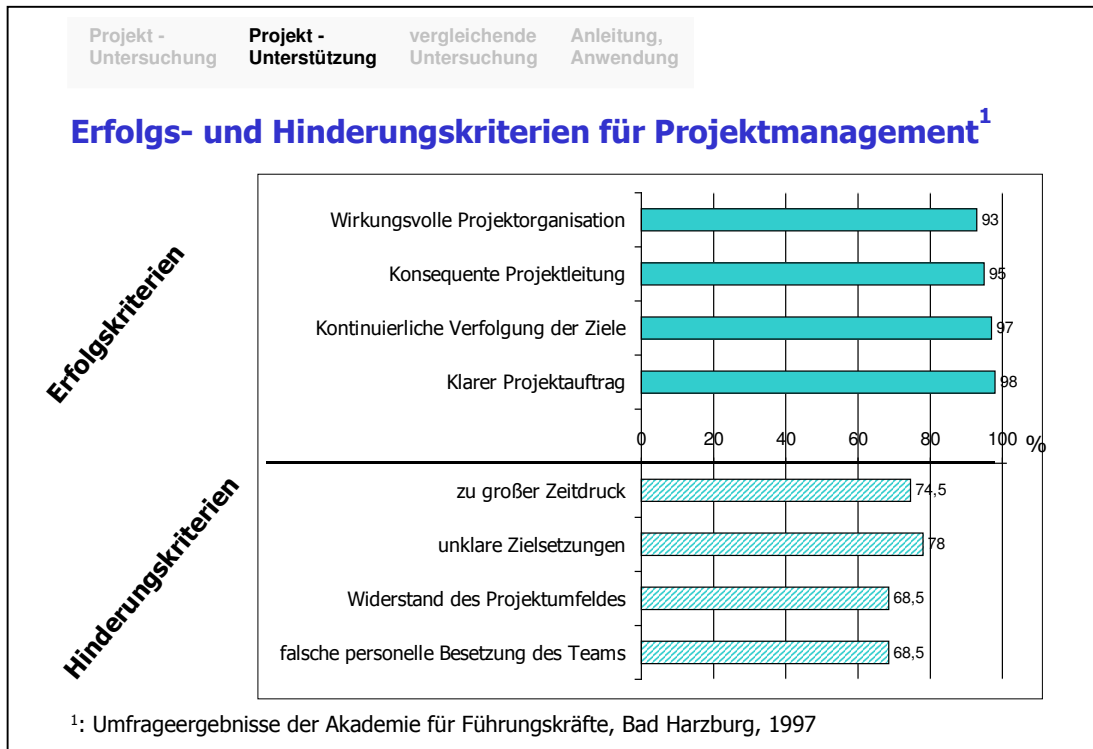 Projekt - Untersuchung
Projekt - Unterstützung
vergleichende Untersuchung
Anleitung, Anwendung
Erfolgs- und Hinderungskriterien für Projektmanagement1
Erfolgskriterien
Wirkungsvolle Projektorganisation 93
Konsequente Projektleitung 95
Kontinuierliche Verfolgung der Ziele 97
Klarer Projektauftrag 98
0 20 40 60 80 100 %
Hinderungskriterien
zu großer Zeitdruck 74,5
unklare Zielsetzungen 78
Widerstand des Projektumfeldes 68,5
falsche personelle Besetzung des Teams 68,5
1: Umfrageergebnisse der Akademie für Führungskräfte, Bad Harzburg, 1997